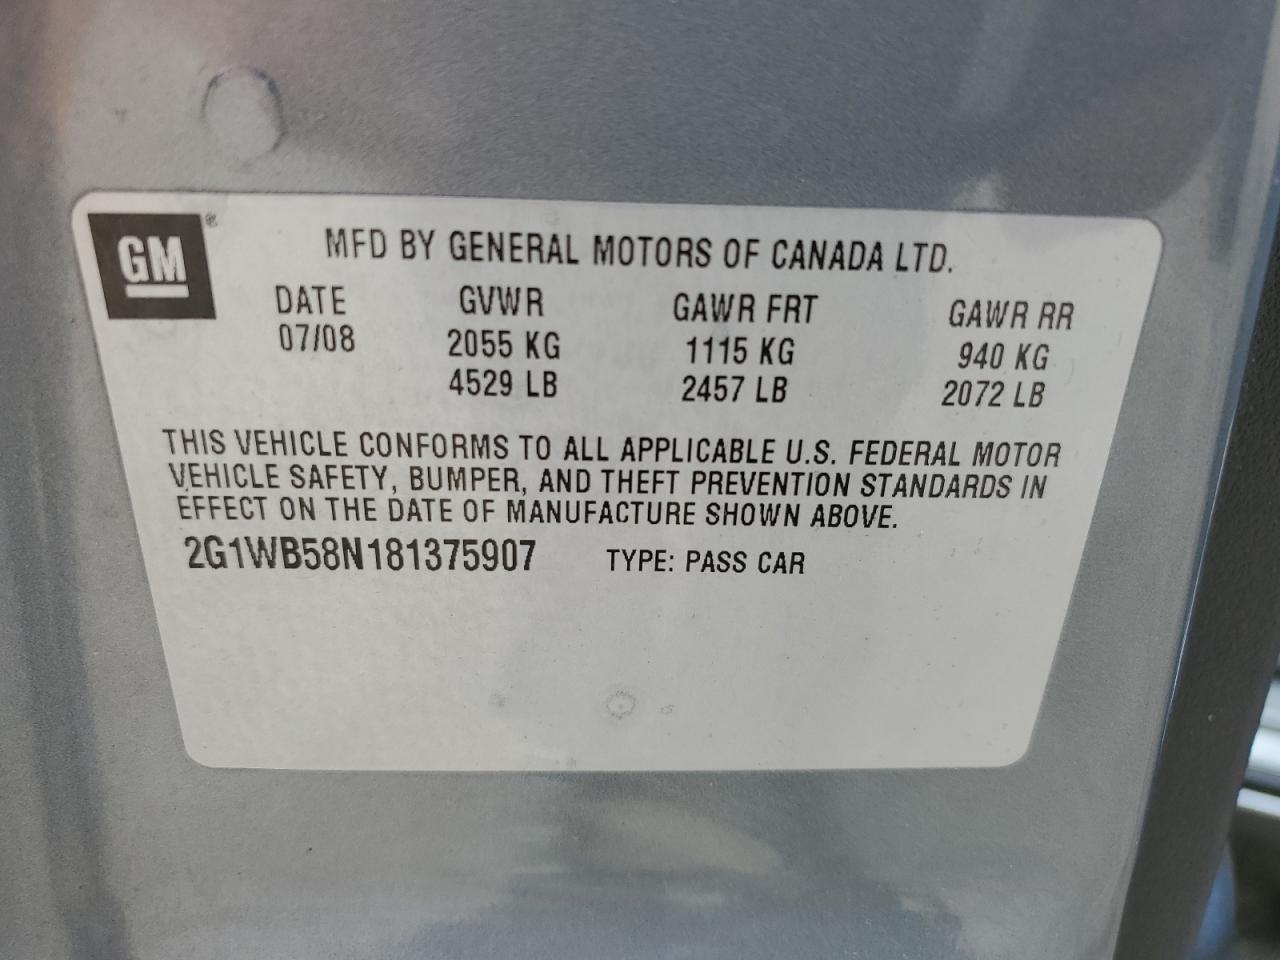 GM®
MFD BY GENERAL MOTORS OF CANADA LTD.
DATE GVWR GAWR FRT GAWR RR
07/08 2055 KG 1115 KG 940 KG
4529 LB 2457 LB 2072 LB
THIS VEHICLE CONFORMS TO ALL APPLICABLE U.S. FEDERAL MOTOR
VEHICLE SAFETY, BUMPER, AND THEFT PREVENTION STANDARDS IN
EFFECT ON THE DATE OF MANUFACTURE SHOWN ABOVE.
2G1WB58N181375907 TYPE: PASS CAR